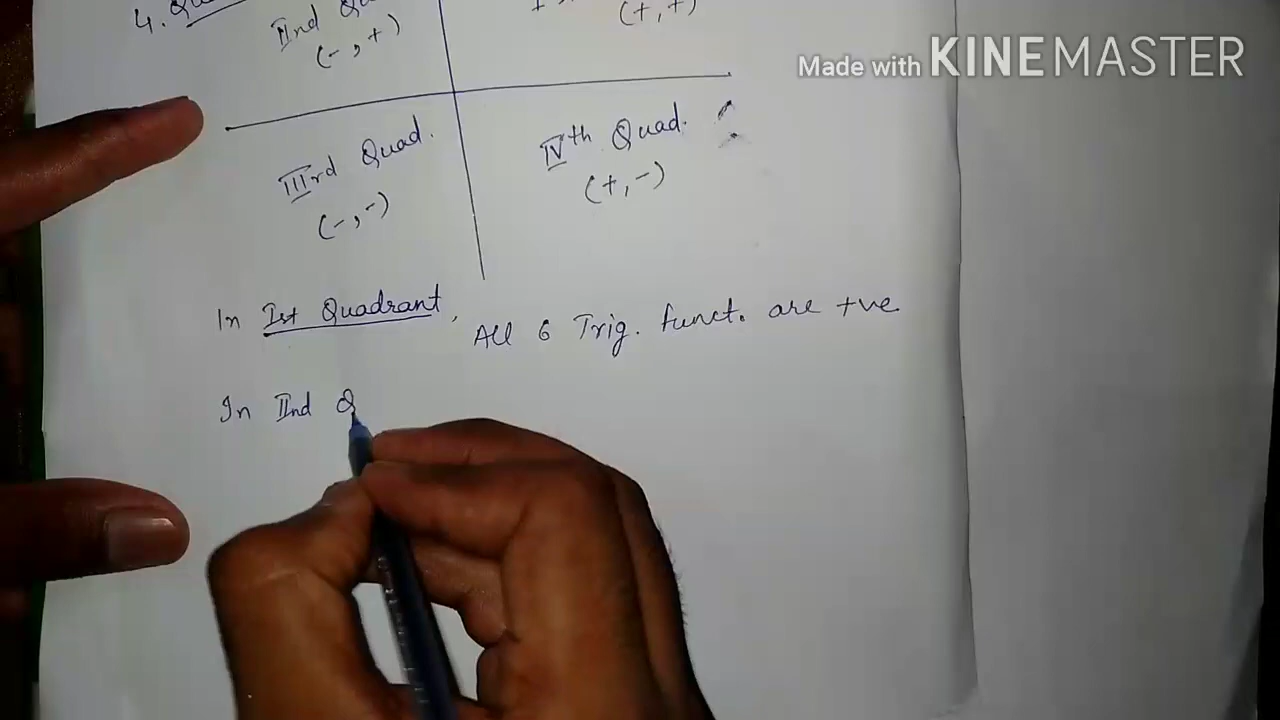 4.
IInd
(-,+)
(+,+)
IIIrd Quad.
(-,-)
IVth Quad.
(+,-)
In Ist Quadrant, All 6 Trig. funct. are +ve
In IInd Q
Made with KINEMASTER